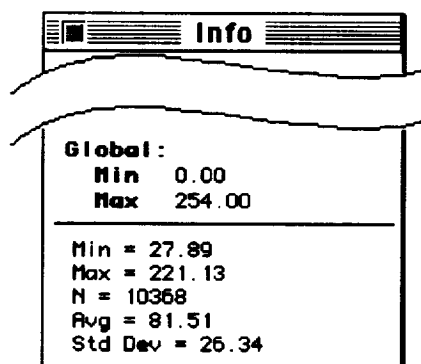 Info
Global:
Min 0.00
Max 254.00
Min = 27.89
Max = 221.13
N = 10368
Avg = 81.51
Std Dev = 26.34